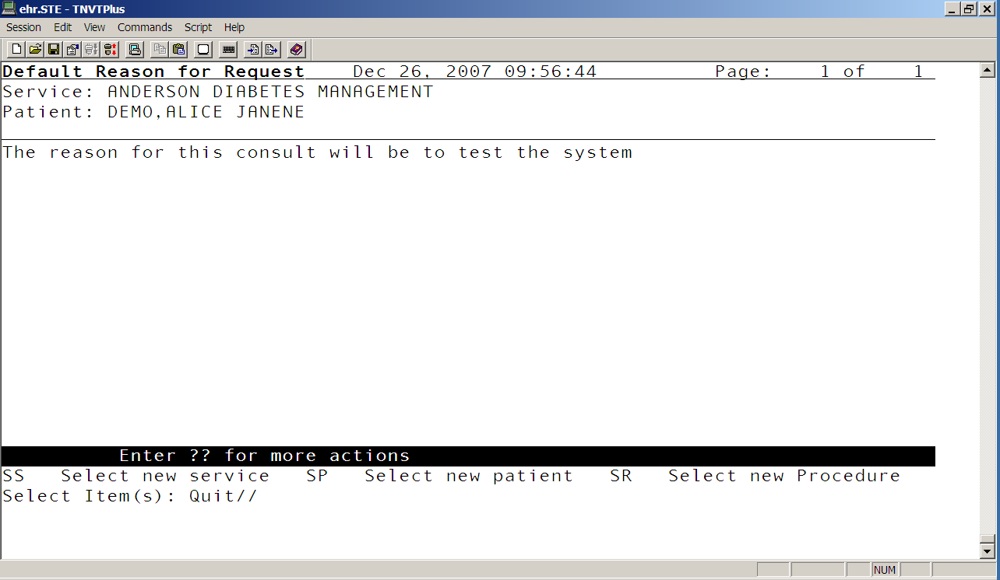 ehr.STE - TNVTPlus
Session Edit View Commands Script Help
Default Reason for Request Dec 26, 2007 09:56:44 Page: 1 of 1
Service: ANDERSON DIABETES MANAGEMENT
Patient: DEMO,ALICE JANENE
The reason for this consult will be to test the system
Enter ?? for more actions
SS Select new service SP Select new patient SR Select new Procedure
Select Item(s): Quit//
NUM